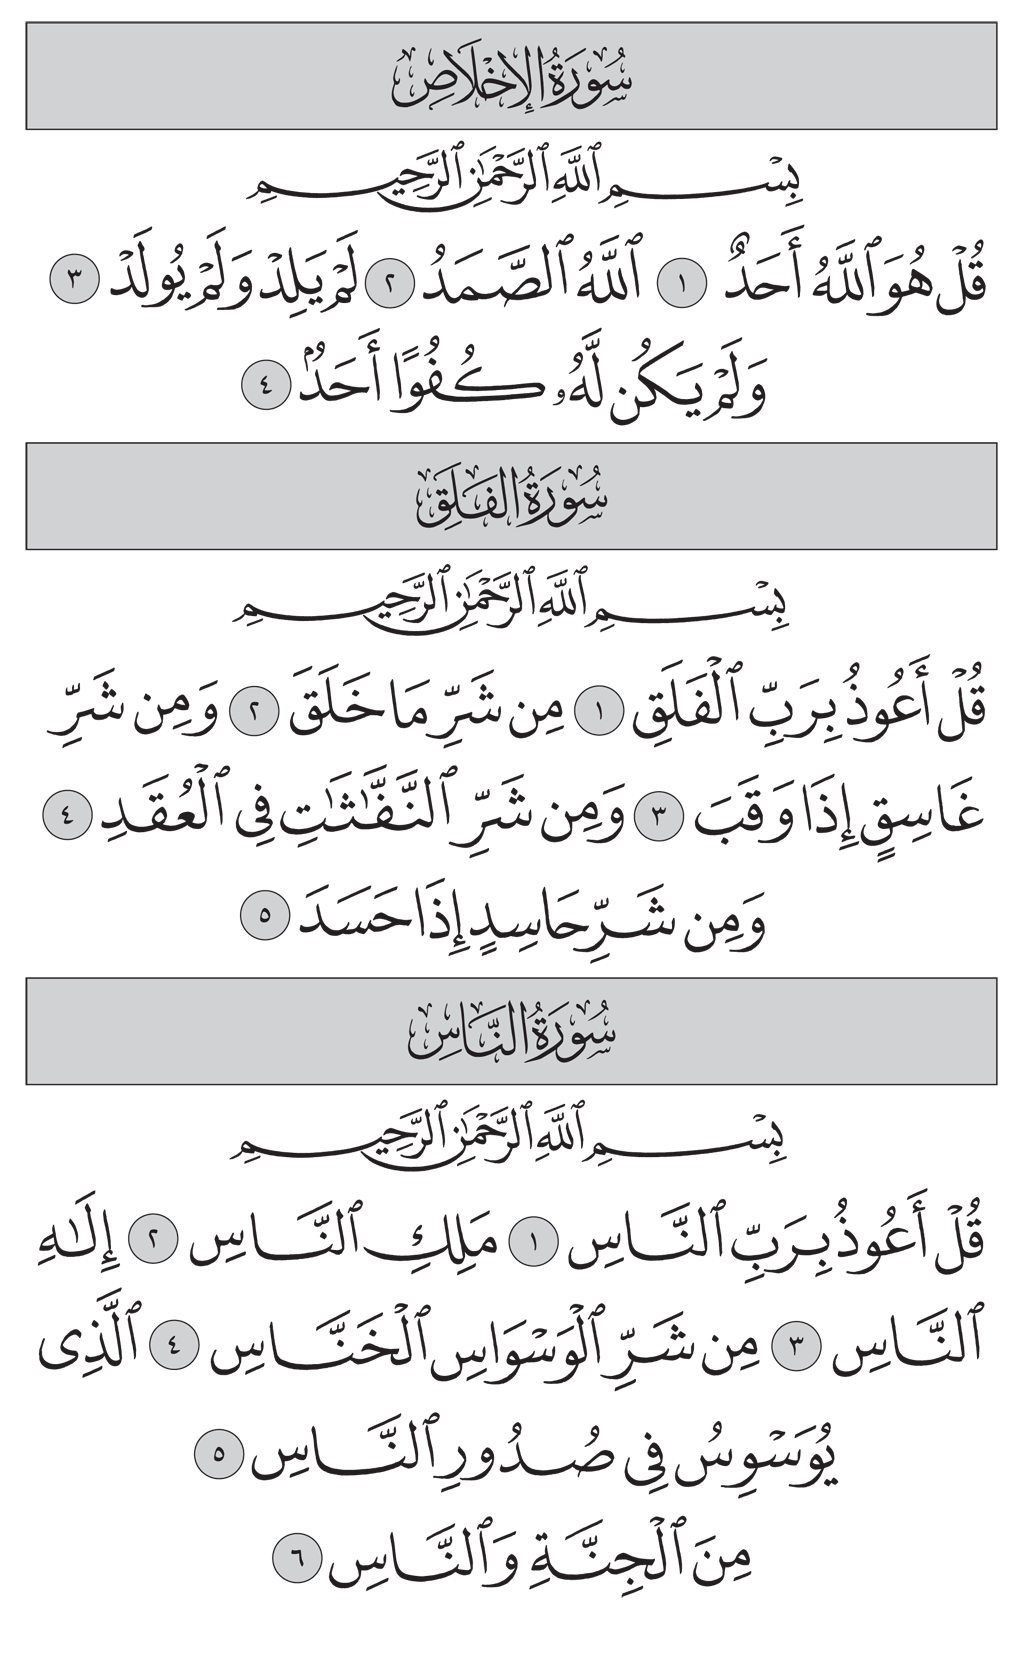 سُورَةُ الإِخْلَاصِ
بِسْمِ ٱللَّهِ ٱلرَّحْمَٰنِ ٱلرَّحِيمِ
قُلْ هُوَ ٱللَّهُ أَحَدٌ ١ ٱللَّهُ ٱلصَّمَدُ ٢ لَمْ يَلِدْ وَلَمْ يُولَدْ ٣
وَلَمْ يَكُن لَّهُۥ كُفُوًا أَحَدٌۢ ٤
سُورَةُ الفَلَقِ
بِسْمِ ٱللَّهِ ٱلرَّحْمَٰنِ ٱلرَّحِيمِ
قُلْ أَعُوذُ بِرَبِّ ٱلْفَلَقِ ١ مِن شَرِّ مَا خَلَقَ ٢ وَمِن شَرِّ
غَاسِقٍ إِذَا وَقَبَ ٣ وَمِن شَرِّ ٱلنَّفَّٰثَٰتِ فِى ٱلْعُقَدِ ٤
وَمِن شَرِّ حَاسِدٍ إِذَا حَسَدَ ٥
سُورَةُ النَّاسِ
بِسْمِ ٱللَّهِ ٱلرَّحْمَٰنِ ٱلرَّحِيمِ
قُلْ أَعُوذُ بِرَبِّ ٱلنَّاسِ ١ مَلِكِ ٱلنَّاسِ ٢ إِلَٰهِ
ٱلنَّاسِ ٣ مِن شَرِّ ٱلْوَسْوَاسِ ٱلْخَنَّاسِ ٤ ٱلَّذِى
يُوَسْوِسُ فِى صُدُورِ ٱلنَّاسِ ٥
مِنَ ٱلْجِنَّةِ وَٱلنَّاسِ ٦